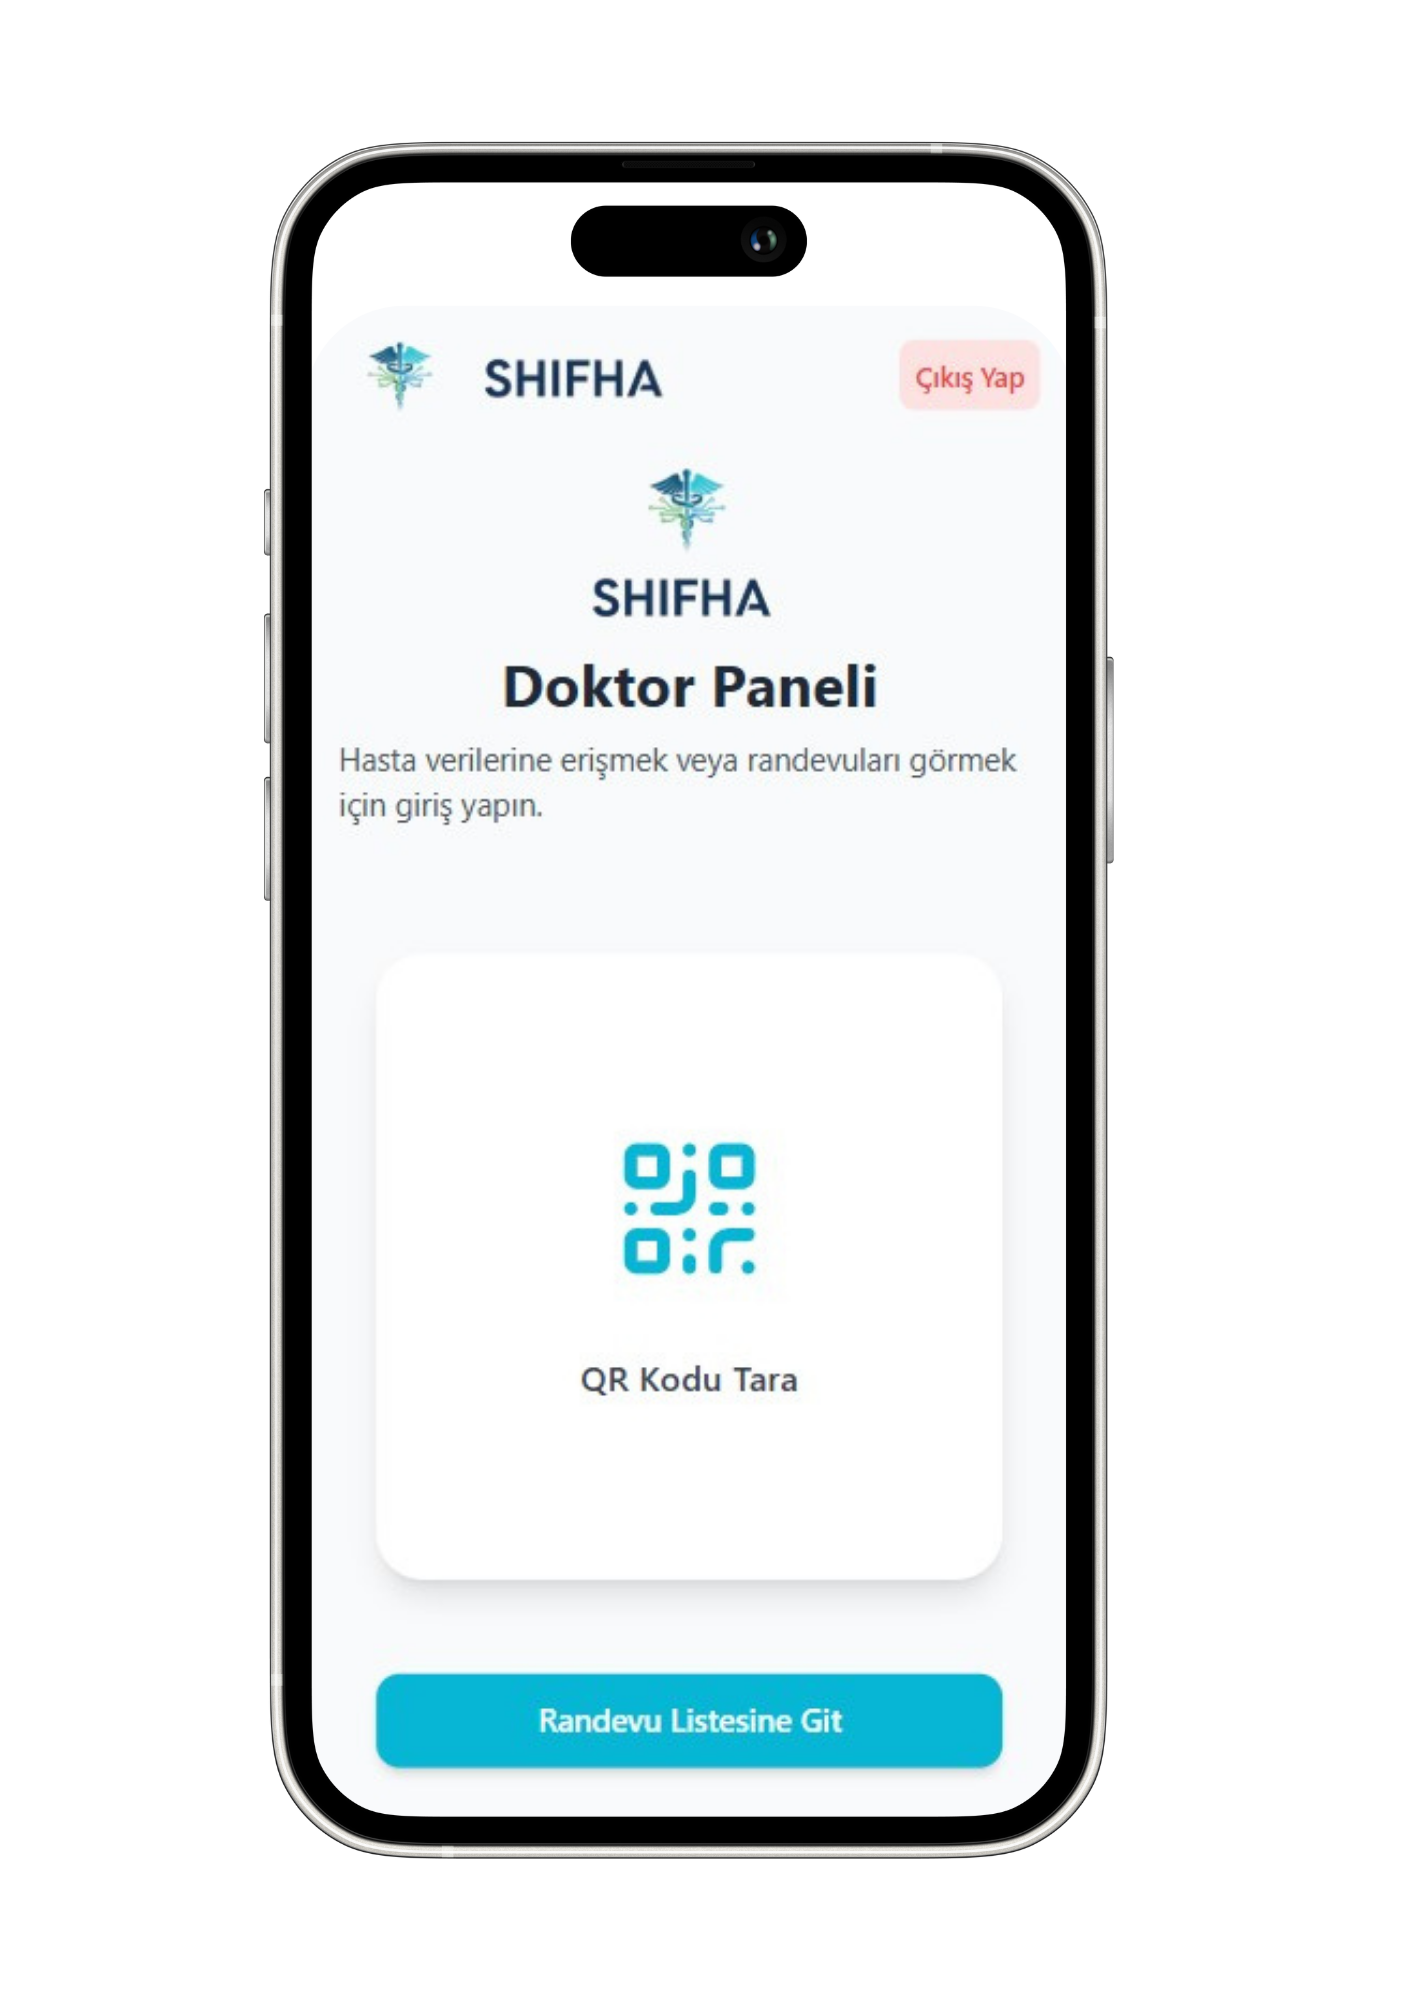 SHIFHA
Çıkış Yap
SHIFHA
Doktor Paneli
Hasta verilerine erişmek veya randevuları görmek
için giriş yapın.
QR Kodu Tara
Randevu Listesine Git